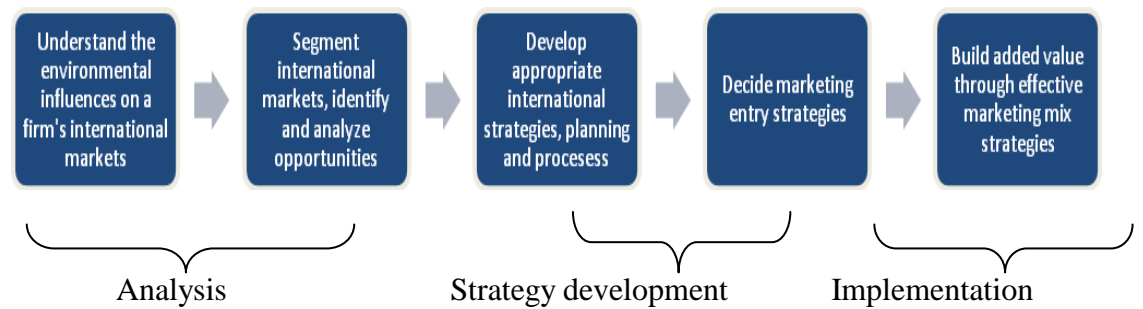 Understand the
environmental
influences on a
firm's international
markets
Segment
international
markets, identify
and analyze
opportunities
Develop
appropriate
international
strategies, planning
and procesess
Decide marketing
entry strategies
Build added value
through effective
marketing mix
strategies
Analysis
Strategy development
Implementation